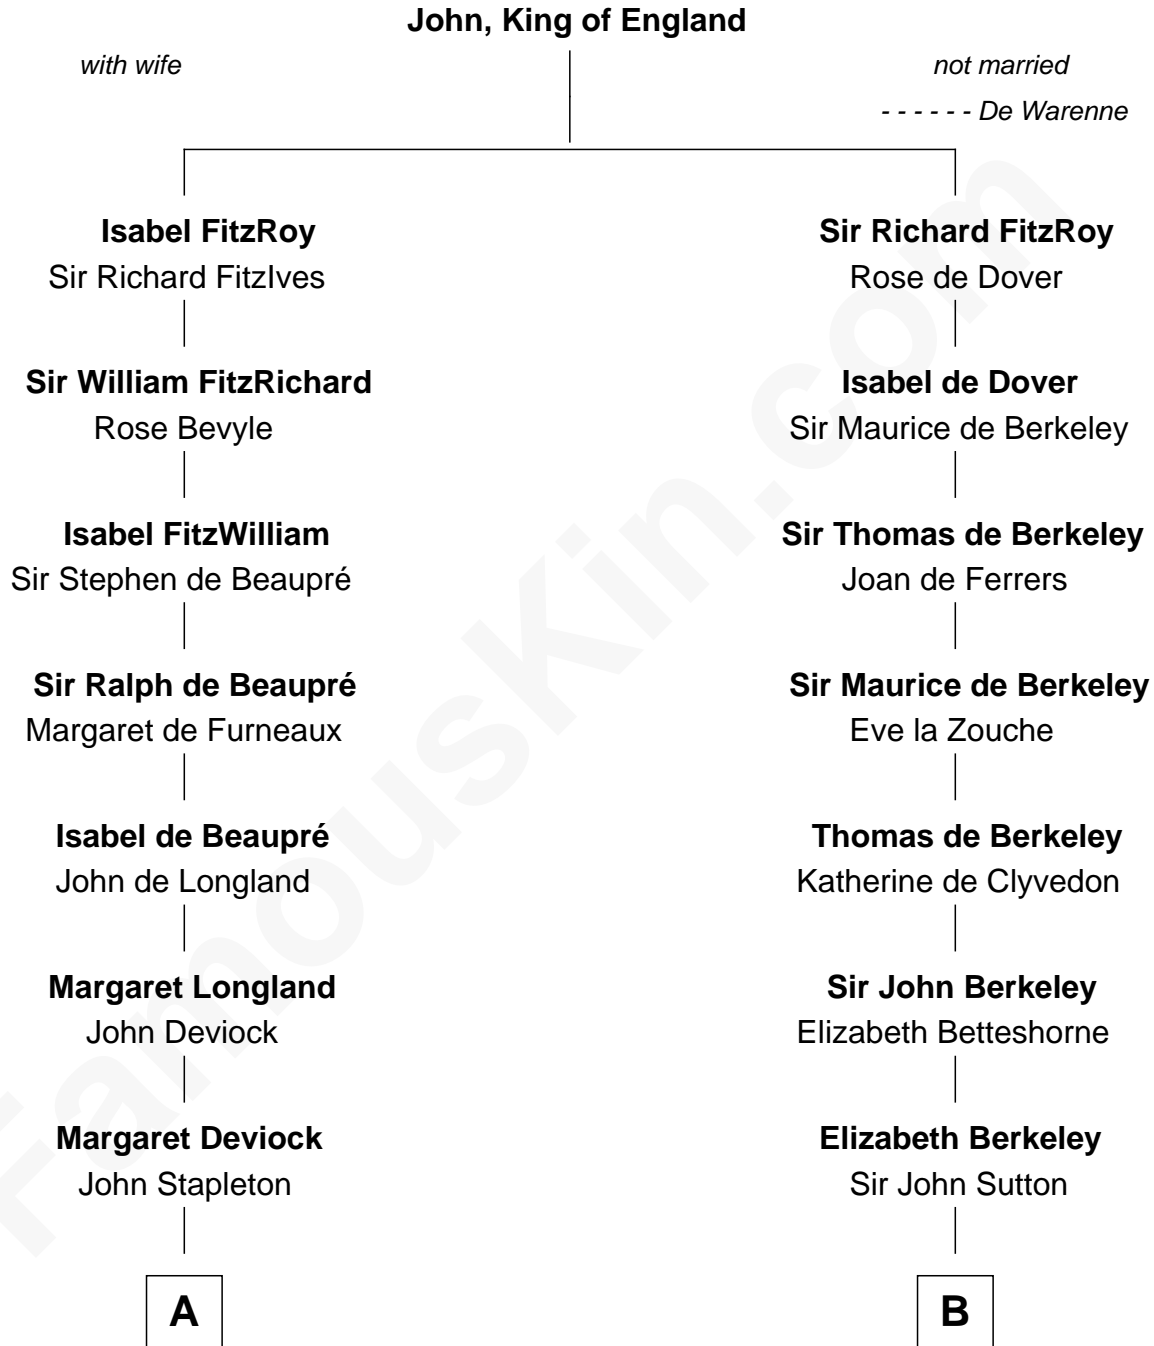 John, King of England
with wife
not married
- - - - - - De Warenne
Isabel FitzRoy
Sir Richard FitzIves
Sir William FitzRichard
Rose Bevyle
Isabel FitzWilliam
Sir Stephen de Beaupré
Sir Ralph de Beaupré
Margaret de Furneaux
Isabel de Beaupré
John de Longland
Margaret Longland
John Deviock
Margaret Deviock
John Stapleton
A
Sir Richard FitzRoy
Rose de Dover
Isabel de Dover
Sir Maurice de Berkeley
Sir Thomas de Berkeley
Joan de Ferrers
Sir Maurice de Berkeley
Eve la Zouche
Thomas de Berkeley
Katherine de Clyvedon
Sir John Berkeley
Elizabeth Betteshorne
Elizabeth Berkeley
Sir John Sutton
B
FamousKin.com